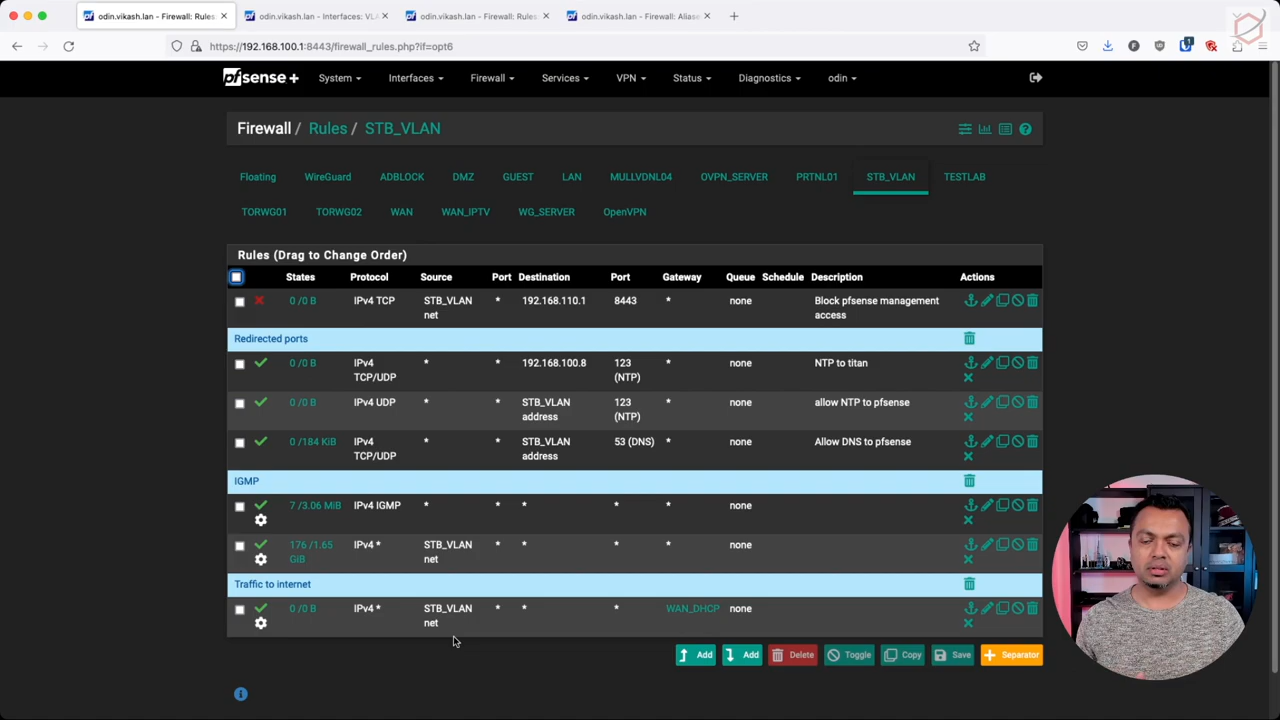 odin.vikash.lan - Firewall: Rules: ×
odin.vikash.lan - Interfaces: VLA ×
odin.vikash.lan - Firewall: Rules: ×
odin.vikash.lan - Firewall: Aliase ×
https://192.168.100.1:8443/firewall_rules.php?if=opt6
pfsense+ System Interfaces Firewall Services VPN Status Diagnostics odin
Firewall / Rules / STB_VLAN
Floating WireGuard ADBLOCK DMZ GUEST LAN MULLVDNL04 OVPN_SERVER PRTNL01 STB_VLAN TESTLAB
TORWG01 TORWG02 WAN WAN_IPTV WG_SERVER OpenVPN
Rules (Drag to Change Order)
States Protocol Source Port Destination Port Gateway Queue Schedule Description Actions
0 /0 B IPv4 TCP STB_VLAN * 192.168.110.1 8443 * none Block pfsense management
net access
Redirected ports
0 /0 B IPv4 * * 192.168.100.8 123 * none NTP to titan
TCP/UDP (NTP)
0 /0 B IPv4 UDP * * STB_VLAN 123 * none allow NTP to pfsense
address (NTP)
0 /184 KiB IPv4 * * STB_VLAN 53 (DNS) * none Allow DNS to pfsense
TCP/UDP address
IGMP
7 /3.06 MiB IPv4 IGMP * * * * * none
176 /1.65 IPv4 * STB_VLAN * * * * none
GiB net
Traffic to internet
0 /0 B IPv4 * STB_VLAN * * * WAN_DHCP none
net
Add Add Delete Toggle Copy Save Separator